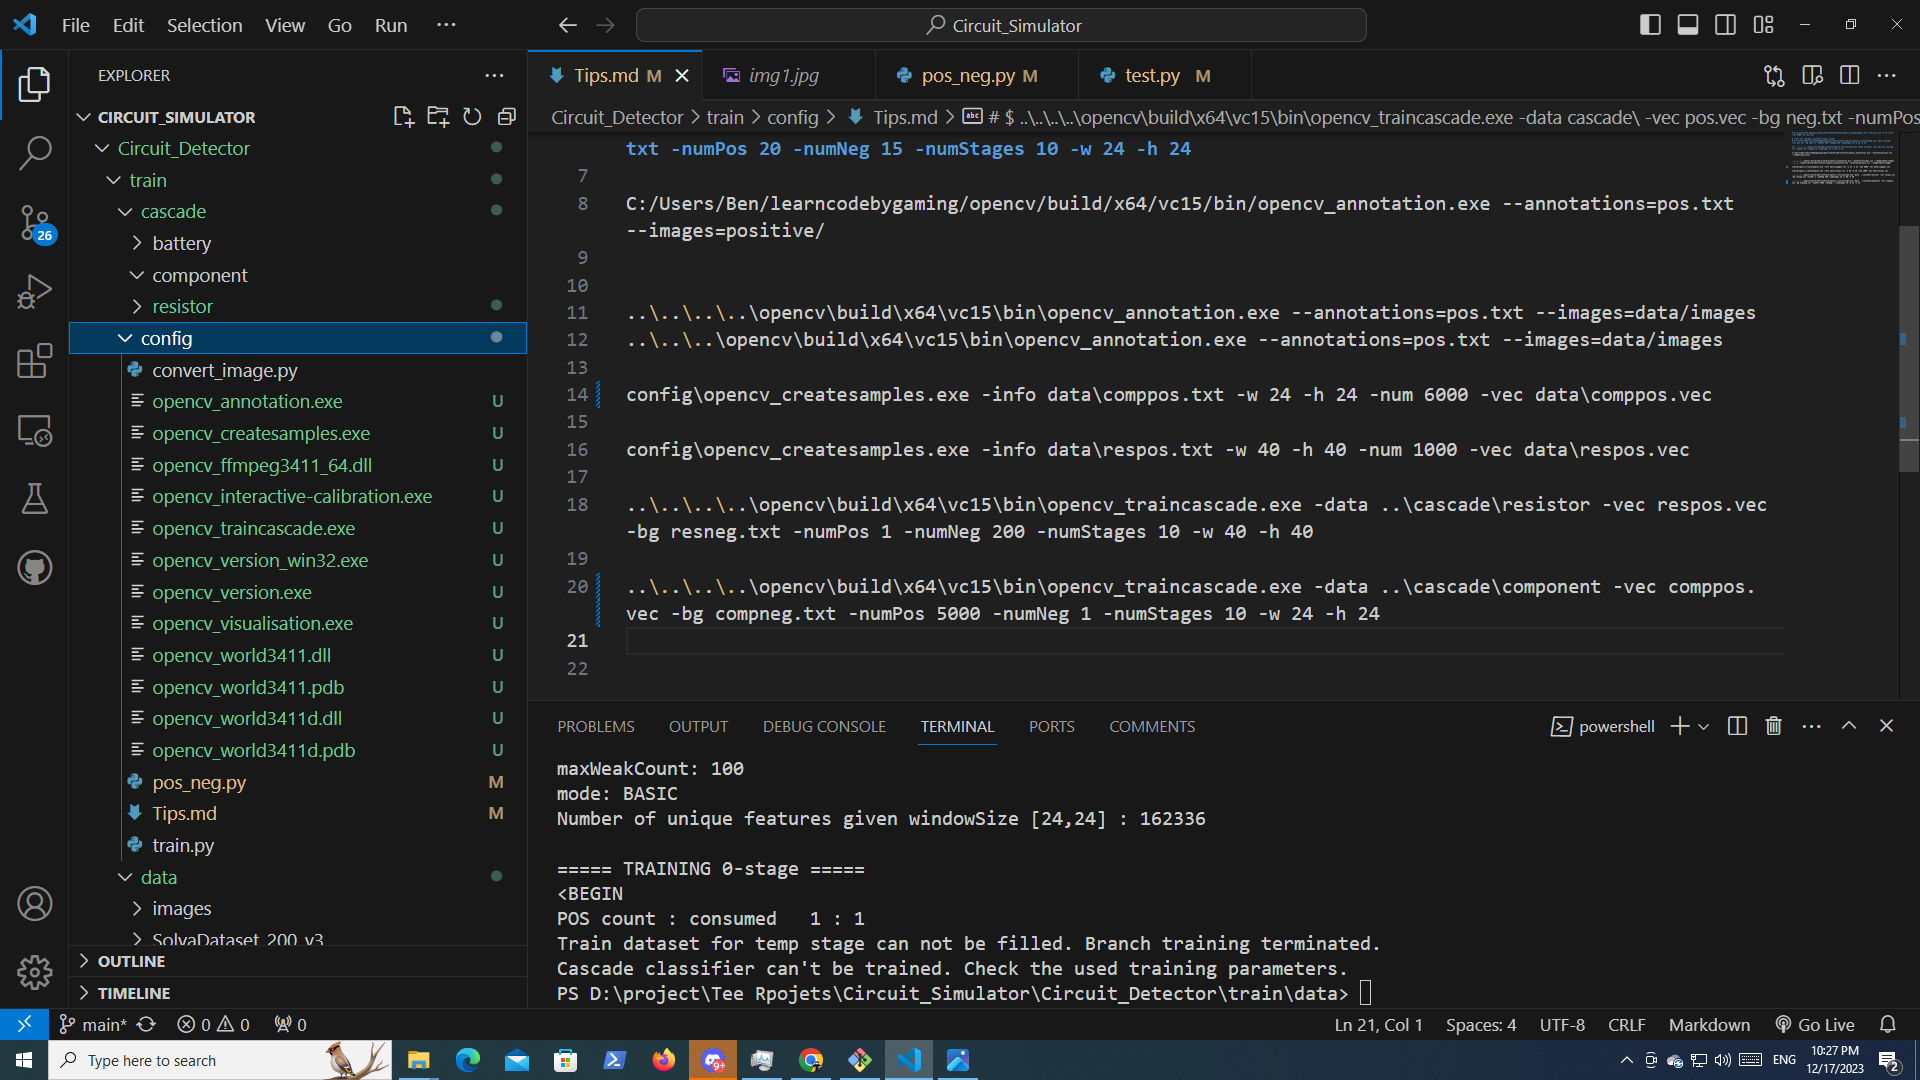 File Edit Selection View Go Run ···
Circuit_Simulator
EXPLORER
CIRCUIT_SIMULATOR
Circuit_Detector
train
cascade
battery
component
resistor
config
convert_image.py
opencv_annotation.exe U
opencv_createsamples.exe U
opencv_ffmpeg3411_64.dll U
opencv_interactive-calibration.exe U
opencv_traincascade.exe U
opencv_version_win32.exe U
opencv_version.exe U
opencv_visualisation.exe U
opencv_world3411.dll U
opencv_world3411.pdb U
opencv_world3411d.dll U
opencv_world3411d.pdb U
pos_neg.py M
Tips.md M
train.py
data
images
SolvaDataset_200_v3
OUTLINE
TIMELINE
26
Tips.md M img1.jpg pos_neg.py M test.py M
Circuit_Detector > train > config > Tips.md > abc # $ ..\..\..\..\opencv\build\x64\vc15\bin\opencv_traincascade.exe -data cascade\ -vec pos.vec -bg neg.txt -numPos
txt -numPos 20 -numNeg 15 -numStages 10 -w 24 -h 24
7
8 C:/Users/Ben/learncodebygaming/opencv/build/x64/vc15/bin/opencv_annotation.exe --annotations=pos.txt
--images=positive/
9
10
11 ..\..\..\..\opencv\build\x64\vc15\bin\opencv_annotation.exe --annotations=pos.txt --images=data/images
12 ..\..\..\opencv\build\x64\vc15\bin\opencv_annotation.exe --annotations=pos.txt --images=data/images
13
14 config\opencv_createsamples.exe -info data\comppos.txt -w 24 -h 24 -num 6000 -vec data\comppos.vec
15
16 config\opencv_createsamples.exe -info data\respos.txt -w 40 -h 40 -num 1000 -vec data\respos.vec
17
18 ..\..\..\..\opencv\build\x64\vc15\bin\opencv_traincascade.exe -data ..\cascade\resistor -vec respos.vec
-bg resneg.txt -numPos 1 -numNeg 200 -numStages 10 -w 40 -h 40
19
20 ..\..\..\..\opencv\build\x64\vc15\bin\opencv_traincascade.exe -data ..\cascade\component -vec comppos.
vec -bg compneg.txt -numPos 5000 -numNeg 1 -numStages 10 -w 24 -h 24
21
22
PROBLEMS OUTPUT DEBUG CONSOLE TERMINAL PORTS COMMENTS
powershell
maxWeakCount: 100
mode: BASIC
Number of unique features given windowSize [24,24] : 162336
===== TRAINING 0-stage =====
<BEGIN
POS count : consumed 1 : 1
Train dataset for temp stage can not be filled. Branch training terminated.
Cascade classifier can't be trained. Check the used training parameters.
PS D:\project\Tee Rpojets\Circuit_Simulator\Circuit_Detector\train\data>
main* 0 0 0
Ln 21, Col 1 Spaces: 4 UTF-8 CRLF Markdown Go Live
Type here to search
9+
ENG
10:27 PM
12/17/2023
2